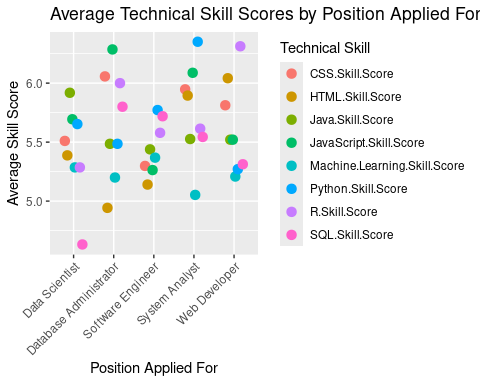 Average Technical Skill Scores by Position Applied For
Average Skill Score
6.0
5.5
5.0
Data Scientist
Database Administrator
Software Engineer
System Analyst
Web Developer
Position Applied For
Technical Skill
CSS.Skill.Score
HTML.Skill.Score
Java.Skill.Score
JavaScript.Skill.Score
Machine.Learning.Skill.Score
Python.Skill.Score
R.Skill.Score
SQL.Skill.Score